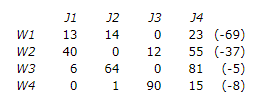 J1 J2 J3 J4
W1 13 14 0 23 (-69)
W2 40 0 12 55 (-37)
W3 6 64 0 81 (-5)
W4 0 1 90 15 (-8)